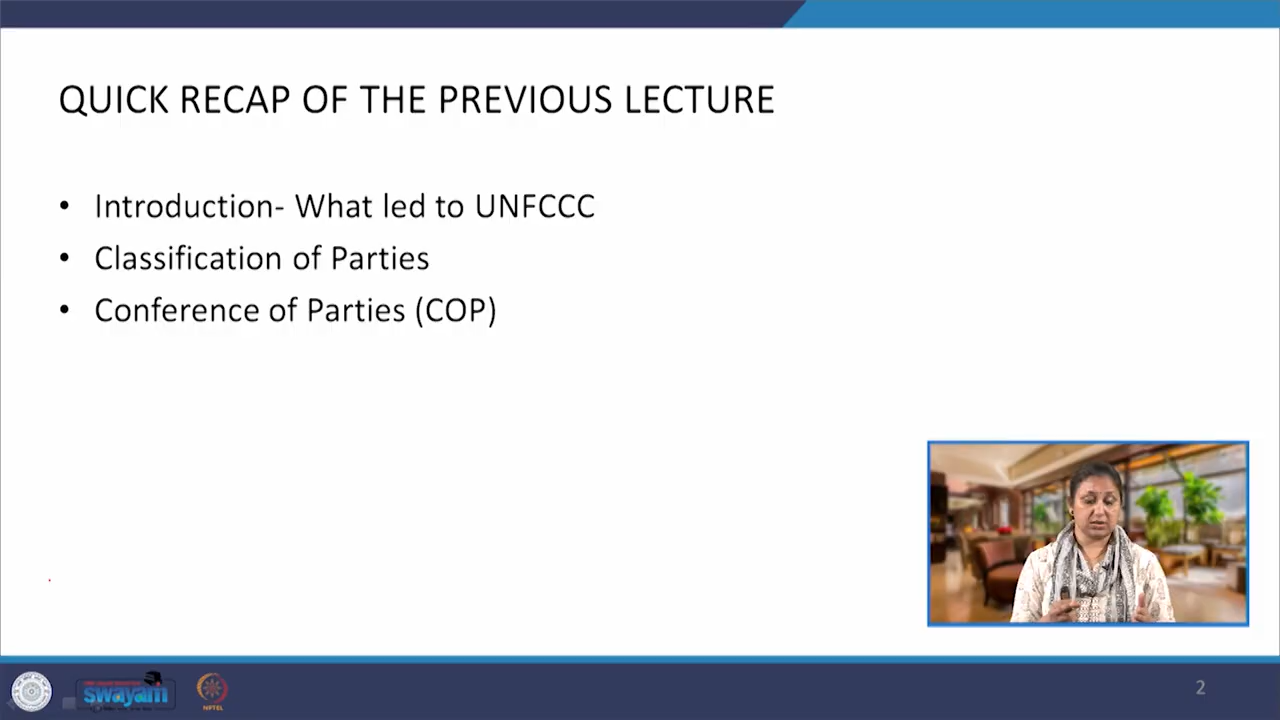 QUICK RECAP OF THE PREVIOUS LECTURE
• Introduction- What led to UNFCCC
• Classification of Parties
• Conference of Parties (COP)
swayam
NPTEL
2